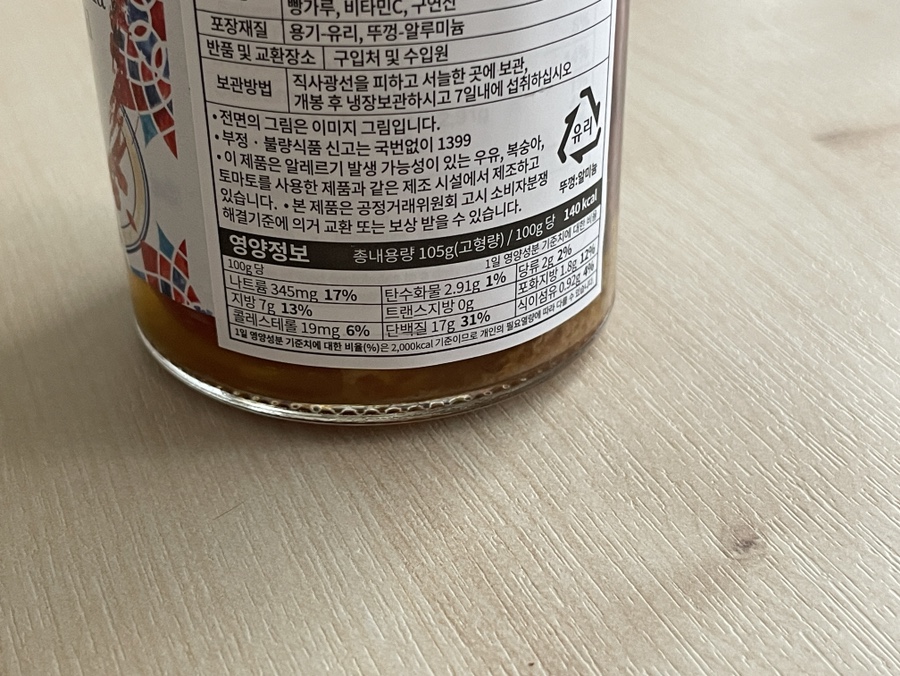 빵가루, 비타민C, 구연산
포장재질 용기-유리, 뚜껑-알루미늄
반품 및 교환장소 구입처 및 수입원
보관방법 직사광선을 피하고 서늘한 곳에 보관,
개봉 후 냉장보관하시고 7일내에 섭취하십시오
•전면의 그림은 이미지 그림입니다.
•부정·불량식품 신고는 국번없이 1399
•이 제품은 알레르기 발생 가능성이 있는 우유, 복숭아,
토마토를 사용한 제품과 같은 제조 시설에서 제조하고
있습니다. •본 제품은 공정거래위원회 고시 소비자분쟁
해결기준에 의거 교환 또는 보상 받을 수 있습니다.
유리
뚜껑:알미늄
영양정보 총내용량 105g(고형량) / 100g 당 140 kcal
100g당 1일 영양성분 기준치에 대한 비율
나트륨 345mg 17% 탄수화물 2.91g 1% 당류 2g 2%
지방 7g 13% 트랜스지방 0g 포화지방 1.8g 12%
콜레스테롤 19mg 6% 단백질 17g 31% 식이섬유 0.92g 4%
1일 영양성분 기준치에 대한 비율(%)은 2,000kcal 기준이므로 개인의 필요열량에 따라 다를 수 있습니다.